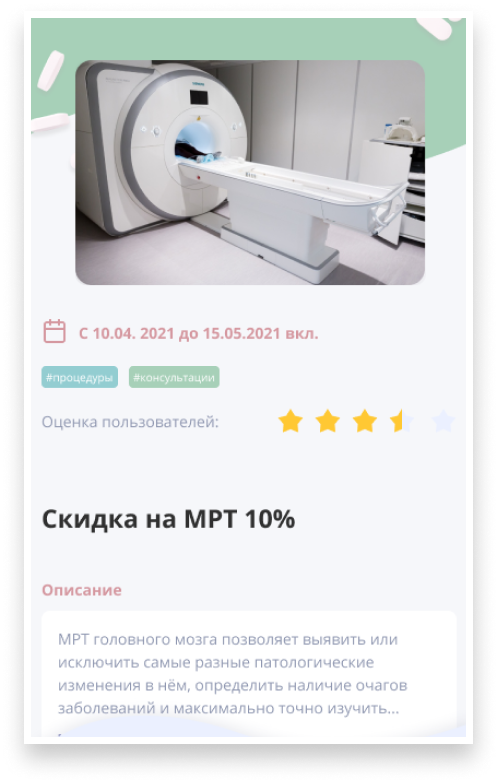 С 10.04. 2021 до 15.05.2021 вкл.
#процедуры #консультации
Оценка пользователей:
Скидка на МРТ 10%
Описание
МРТ головного мозга позволяет выявить или
исключить самые разные патологические
изменения в нём, определить наличие очагов
заболеваний и максимально точно изучить...